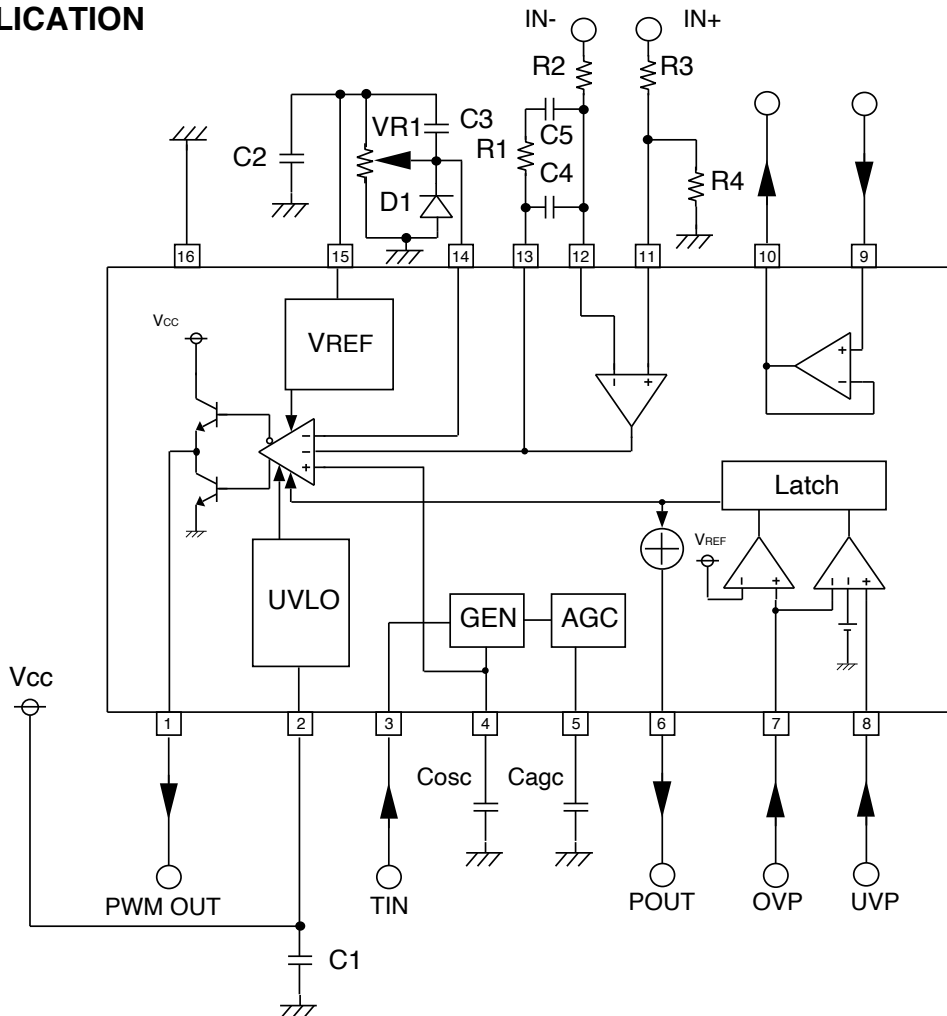 LICATION
IN-
IN+
R2
R3
C2
VR1
C3
R1
C5
C4
D1
R4
16
15
14
13
12
11
10
9
Vcc
VREF
-
+
+
-
-
-
+
Latch
VREF
UVLO
GEN
AGC
-
+
-
-
+
Vcc
1
2
3
4
5
6
7
8
Cosc
Cagc
PWM OUT
TIN
POUT
OVP
UVP
C1